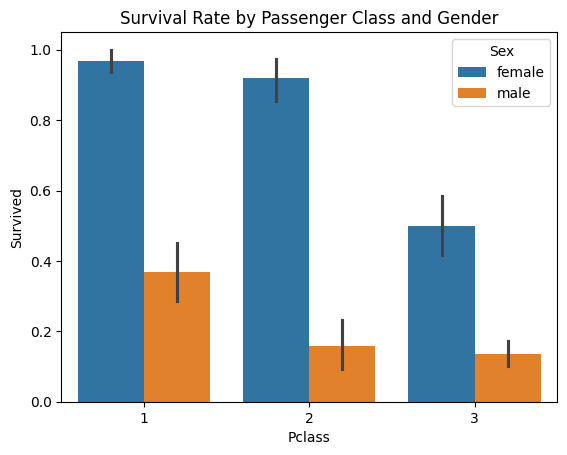 Survival Rate by Passenger Class and Gender
Sex
female
male
Survived
1.0
0.8
0.6
0.4
0.2
0.0
1
2
3
Pclass